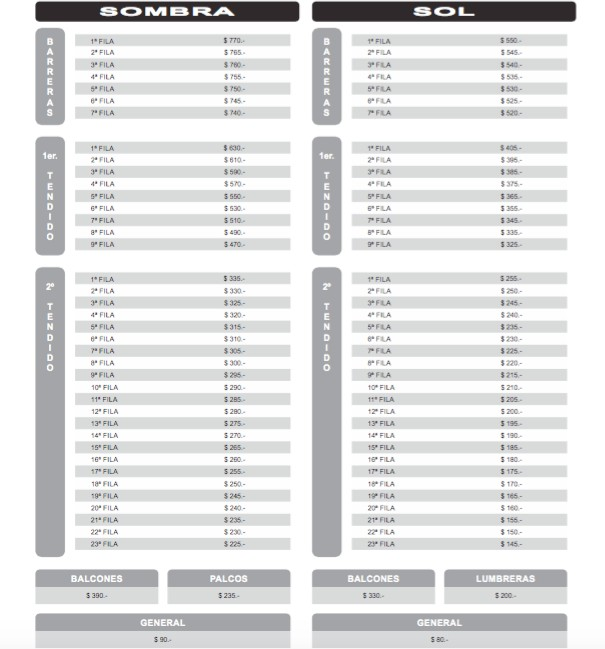 SOMBRA
BARRERAS
1ª FILA $ 770.-
2ª FILA $ 765.-
3ª FILA $ 760.-
4ª FILA $ 755.-
5ª FILA $ 750.-
6ª FILA $ 745.-
7ª FILA $ 740.-
1er. TENDIDO
1ª FILA $ 630.-
2ª FILA $ 610.-
3ª FILA $ 590.-
4ª FILA $ 570.-
5ª FILA $ 550.-
6ª FILA $ 530.-
7ª FILA $ 510.-
8ª FILA $ 490.-
9ª FILA $ 470.-
2º TENDIDO
1ª FILA $ 335.-
2ª FILA $ 330.-
3ª FILA $ 325.-
4ª FILA $ 320.-
5ª FILA $ 315.-
6ª FILA $ 310.-
7ª FILA $ 305.-
8ª FILA $ 300.-
9ª FILA $ 295.-
10ª FILA $ 290.-
11ª FILA $ 285.-
12ª FILA $ 280.-
13ª FILA $ 275.-
14ª FILA $ 270.-
15ª FILA $ 265.-
16ª FILA $ 260.-
17ª FILA $ 255.-
18ª FILA $ 250.-
19ª FILA $ 245.-
20ª FILA $ 240.-
21ª FILA $ 235.-
22ª FILA $ 230.-
23ª FILA $ 225.-
BALCONES PALCOS
$ 390.- $ 235.-
GENERAL
$ 90.-
SOL
BARRERAS
1ª FILA $ 550.-
2ª FILA $ 545.-
3ª FILA $ 540.-
4ª FILA $ 535.-
5ª FILA $ 530.-
6ª FILA $ 525.-
7ª FILA $ 520.-
1er. TENDIDO
1ª FILA $ 405.-
2ª FILA $ 395.-
3ª FILA $ 385.-
4ª FILA $ 375.-
5ª FILA $ 365.-
6ª FILA $ 355.-
7ª FILA $ 345.-
8ª FILA $ 335.-
9ª FILA $ 325.-
2º TENDIDO
1ª FILA $ 255.-
2ª FILA $ 250.-
3ª FILA $ 245.-
4ª FILA $ 240.-
5ª FILA $ 235.-
6ª FILA $ 230.-
7ª FILA $ 225.-
8ª FILA $ 220.-
9ª FILA $ 215.-
10ª FILA $ 210.-
11ª FILA $ 205.-
12ª FILA $ 200.-
13ª FILA $ 195.-
14ª FILA $ 190.-
15ª FILA $ 185.-
16ª FILA $ 180.-
17ª FILA $ 175.-
18ª FILA $ 170.-
19ª FILA $ 165.-
20ª FILA $ 160.-
21ª FILA $ 155.-
22ª FILA $ 150.-
23ª FILA $ 145.-
BALCONES LUMBRERAS
$ 330.- $ 200.-
GENERAL
$ 80.-